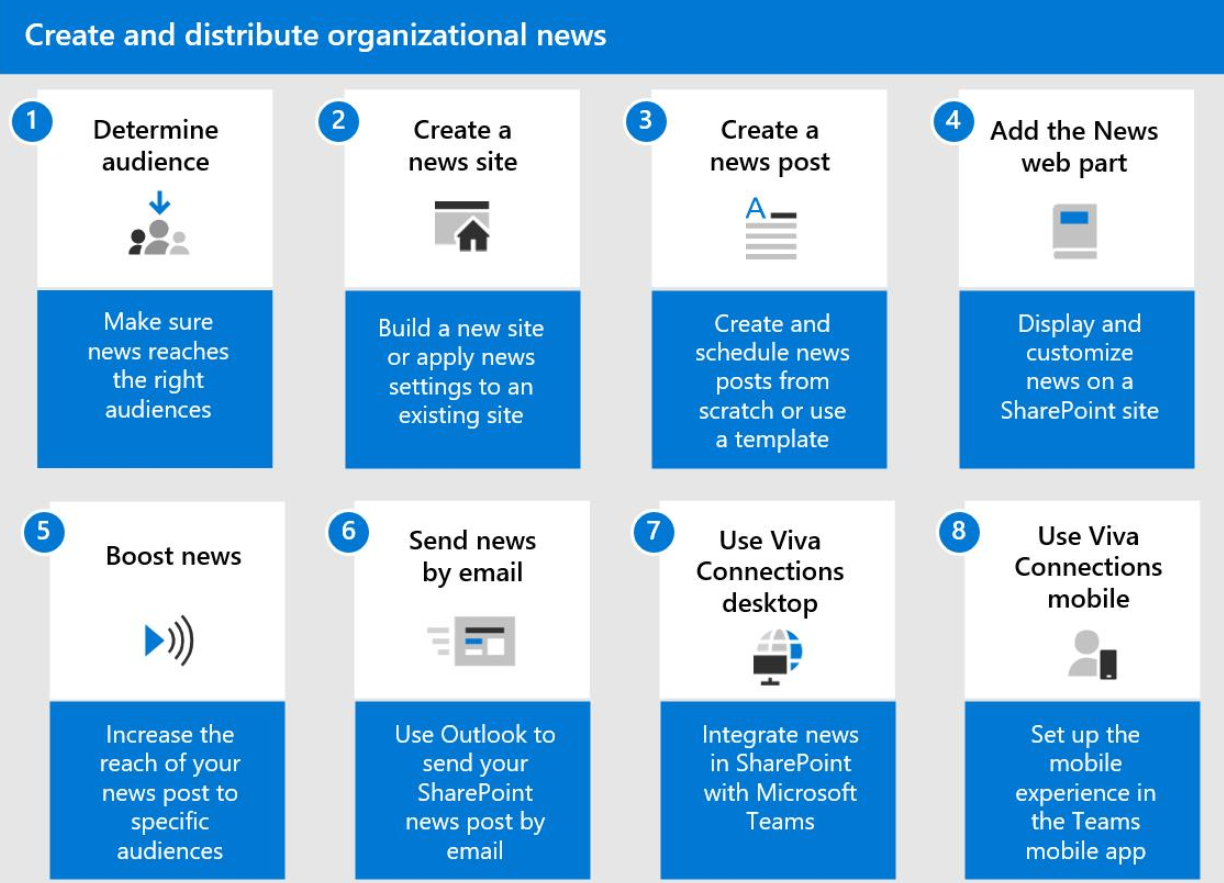 Create and distribute organizational news
1
Determine
audience
Make sure
news reaches
the right
audiences
2
Create a
news site
Build a new site
or apply news
settings to an
existing site
3
Create a
news post
A
Create and
schedule news
posts from
scratch or use
a template
4
Add the News
web part
Display and
customize
news on a
SharePoint site
5
Boost news
Increase the
reach of your
news post to
specific
audiences
6
Send news
by email
Use Outlook to
send your
SharePoint
news post by
email
7
Use Viva
Connections
desktop
Integrate news
in SharePoint
with Microsoft
Teams
8
Use Viva
Connections
mobile
Set up the
mobile
experience in
the Teams
mobile app